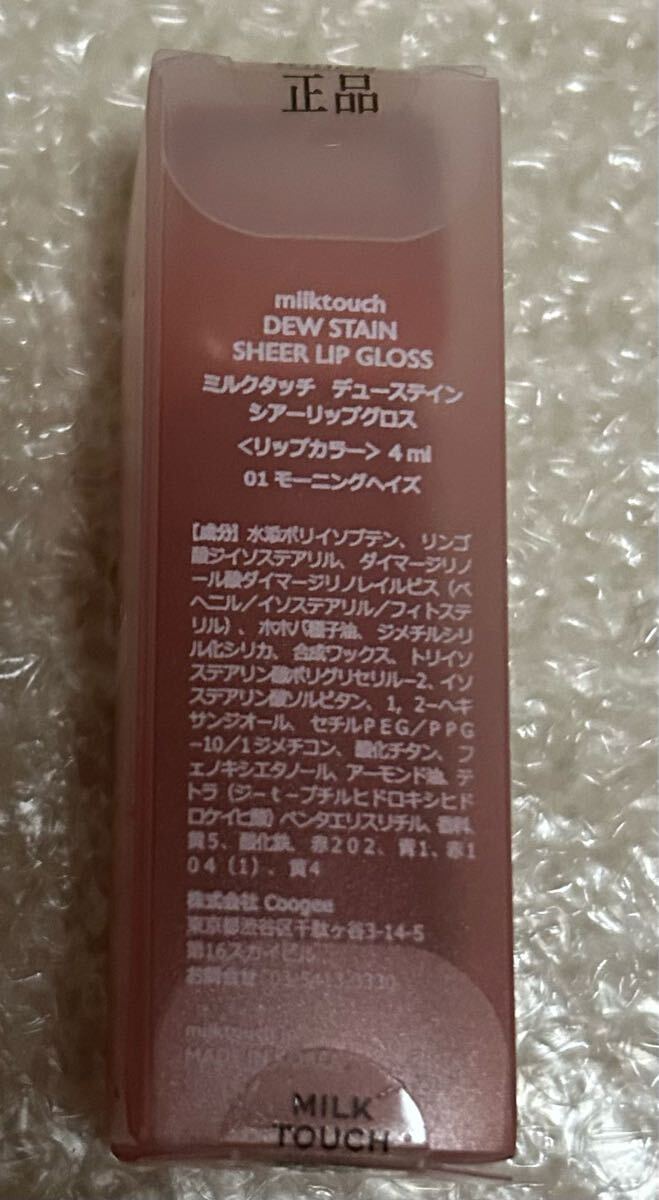 正品
milktouch
DEW STAIN
SHEER LIP GLOSS
ミルクタッチ デューステイン
シアーリップグロス
<リップカラー> 4 ml
01 モーニングヘイズ
[成分] 水添ポリイソブテン、リンゴ
酸ジイソステアリル、ダイマージリノ
ール酸ダイマージリノレイルビス（ベ
ヘニル／イソステアリル／フィトステ
リル）、ホホバ種子油、ジメチルシリ
ル化シリカ、合成ワックス、トリイソ
ステアリン酸ポリグリセリル-2、イソ
ステアリン酸ソルビタン、1, 2-ヘキ
サンジオール、セチルPEG／PPG
-10／1ジメチコン、酸化チタン、フ
ェノキシエタノール、アーモンド油、テ
トラ（ジ-t-ブチルヒドロキシヒド
ロケイヒ酸）ペンタエリスリチル、香料、
黄5、酸化鉄、赤202、青1、赤1
04（1）、黄4
株式会社 Coogee
東京都渋谷区千駄ヶ谷3-14-5
第16スカイビル
お問合せ:03-5413-3330
milktouch
MADE IN
MILK
TOUCH